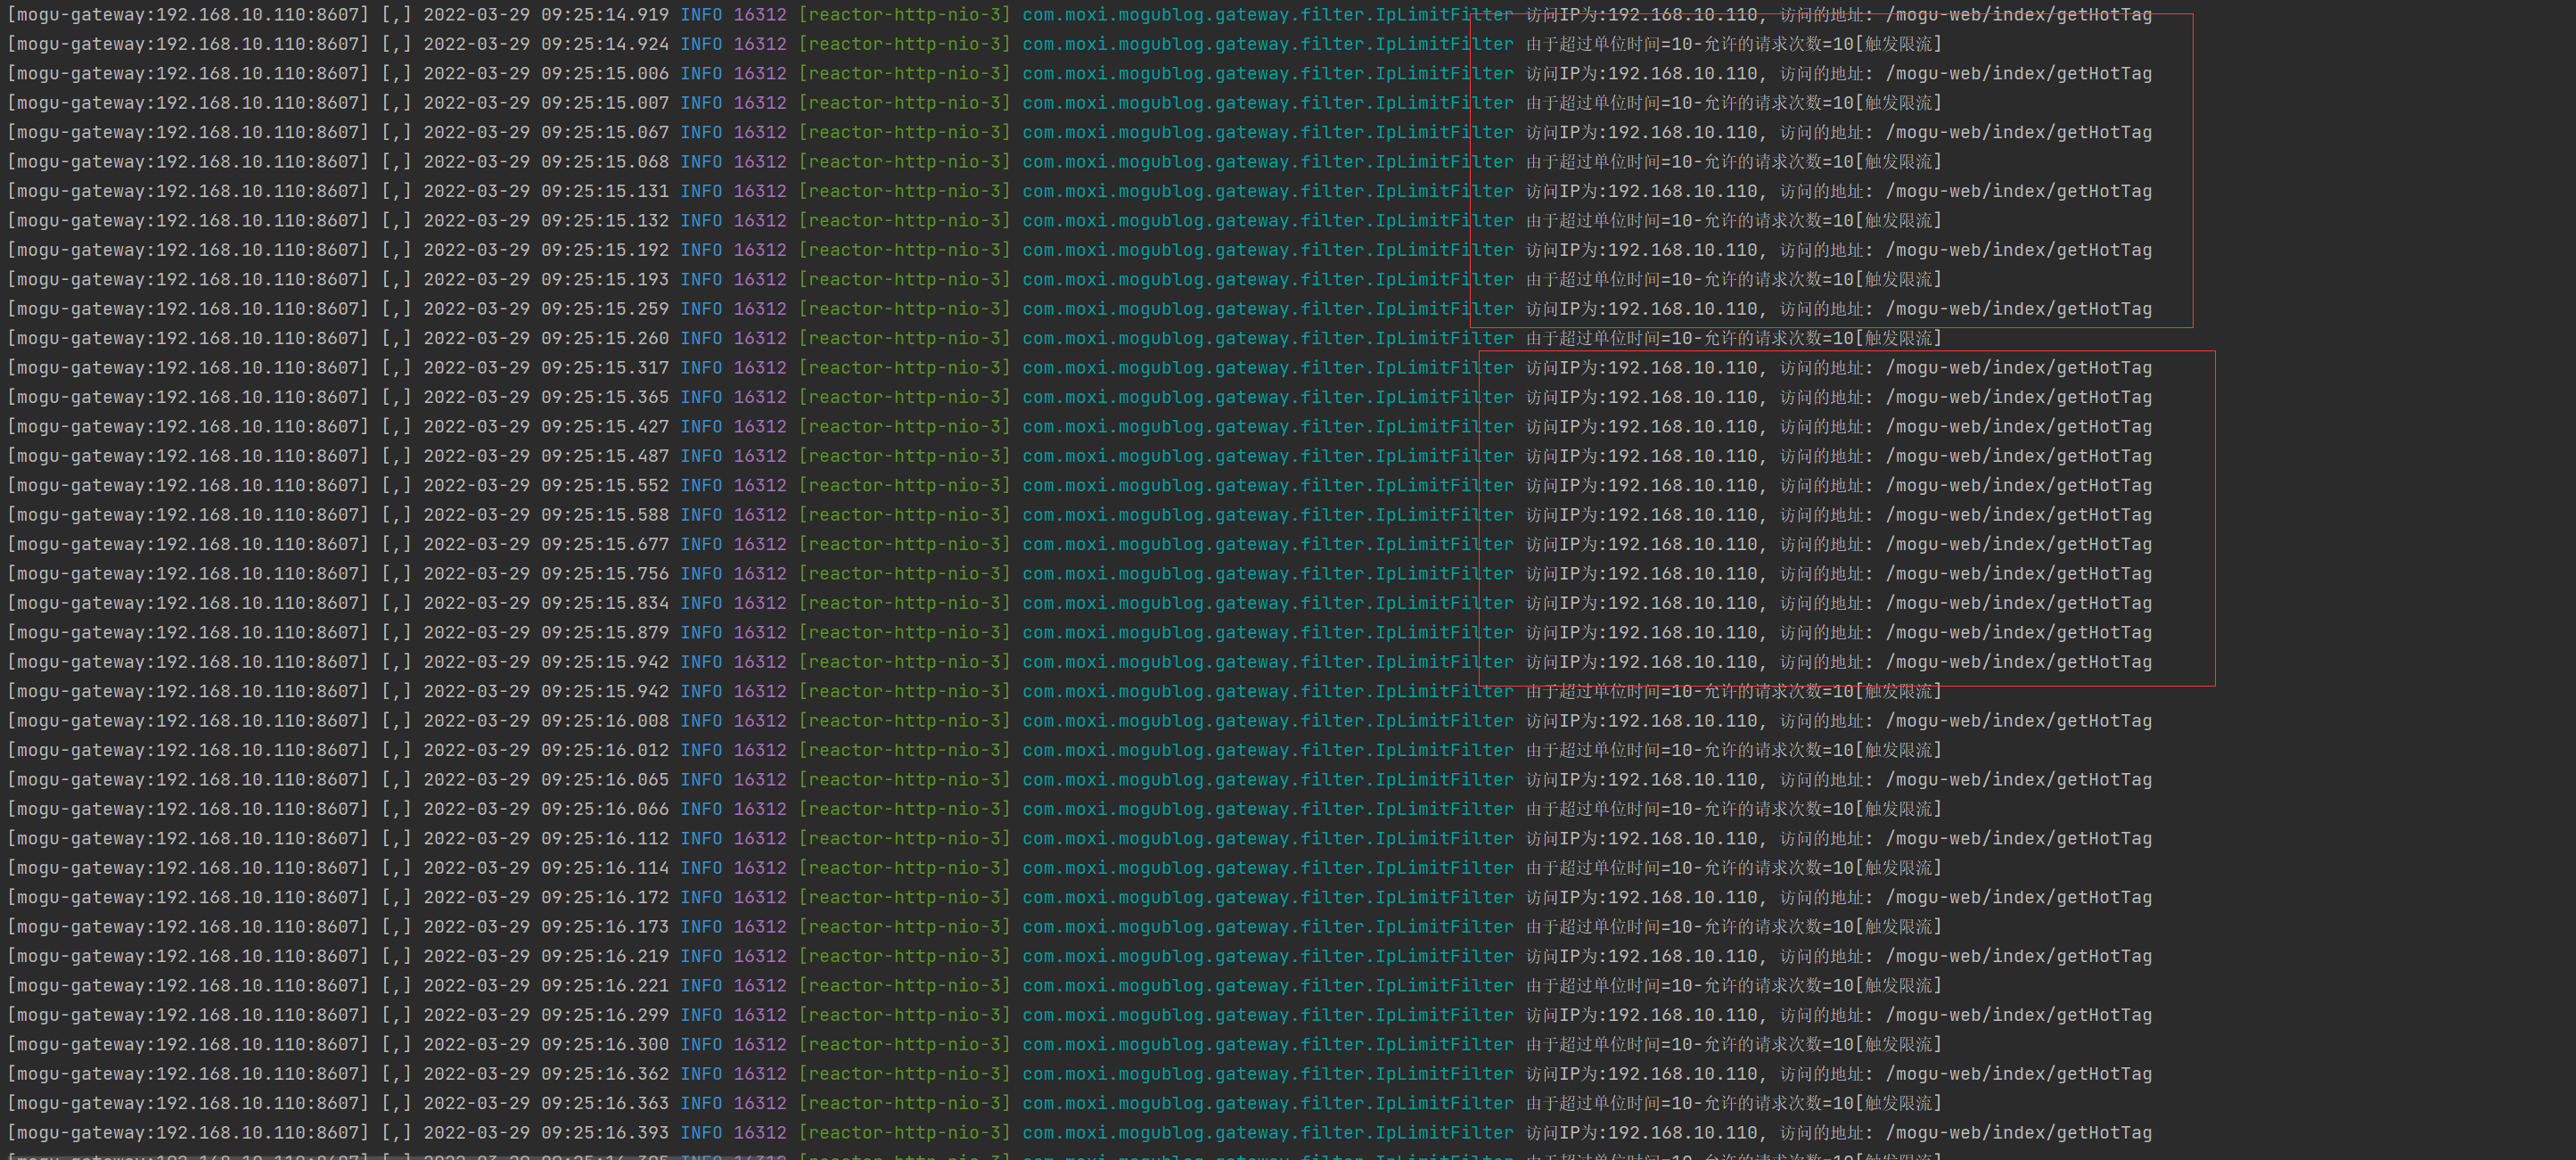 [mogu-gateway:192.168.10.110:8607] [,] 2022-03-29 09:25:14.919 INFO 16312 [reactor-http-nio-3] com.moxi.mogublog.gateway.filter.IpLimitFilter 访问IP为:192.168.10.110, 访问的地址: /mogu-web/index/getHotTag
[mogu-gateway:192.168.10.110:8607] [,] 2022-03-29 09:25:14.924 INFO 16312 [reactor-http-nio-3] com.moxi.mogublog.gateway.filter.IpLimitFilter 由于超过单位时间=10-允许的请求次数=10[触发限流]
[mogu-gateway:192.168.10.110:8607] [,] 2022-03-29 09:25:15.006 INFO 16312 [reactor-http-nio-3] com.moxi.mogublog.gateway.filter.IpLimitFilter 访问IP为:192.168.10.110, 访问的地址: /mogu-web/index/getHotTag
[mogu-gateway:192.168.10.110:8607] [,] 2022-03-29 09:25:15.007 INFO 16312 [reactor-http-nio-3] com.moxi.mogublog.gateway.filter.IpLimitFilter 由于超过单位时间=10-允许的请求次数=10[触发限流]
[mogu-gateway:192.168.10.110:8607] [,] 2022-03-29 09:25:15.067 INFO 16312 [reactor-http-nio-3] com.moxi.mogublog.gateway.filter.IpLimitFilter 访问IP为:192.168.10.110, 访问的地址: /mogu-web/index/getHotTag
[mogu-gateway:192.168.10.110:8607] [,] 2022-03-29 09:25:15.068 INFO 16312 [reactor-http-nio-3] com.moxi.mogublog.gateway.filter.IpLimitFilter 由于超过单位时间=10-允许的请求次数=10[触发限流]
[mogu-gateway:192.168.10.110:8607] [,] 2022-03-29 09:25:15.131 INFO 16312 [reactor-http-nio-3] com.moxi.mogublog.gateway.filter.IpLimitFilter 访问IP为:192.168.10.110, 访问的地址: /mogu-web/index/getHotTag
[mogu-gateway:192.168.10.110:8607] [,] 2022-03-29 09:25:15.132 INFO 16312 [reactor-http-nio-3] com.moxi.mogublog.gateway.filter.IpLimitFilter 由于超过单位时间=10-允许的请求次数=10[触发限流]
[mogu-gateway:192.168.10.110:8607] [,] 2022-03-29 09:25:15.192 INFO 16312 [reactor-http-nio-3] com.moxi.mogublog.gateway.filter.IpLimitFilter 访问IP为:192.168.10.110, 访问的地址: /mogu-web/index/getHotTag
[mogu-gateway:192.168.10.110:8607] [,] 2022-03-29 09:25:15.193 INFO 16312 [reactor-http-nio-3] com.moxi.mogublog.gateway.filter.IpLimitFilter 由于超过单位时间=10-允许的请求次数=10[触发限流]
[mogu-gateway:192.168.10.110:8607] [,] 2022-03-29 09:25:15.259 INFO 16312 [reactor-http-nio-3] com.moxi.mogublog.gateway.filter.IpLimitFilter 访问IP为:192.168.10.110, 访问的地址: /mogu-web/index/getHotTag
[mogu-gateway:192.168.10.110:8607] [,] 2022-03-29 09:25:15.260 INFO 16312 [reactor-http-nio-3] com.moxi.mogublog.gateway.filter.IpLimitFilter 由于超过单位时间=10-允许的请求次数=10[触发限流]
[mogu-gateway:192.168.10.110:8607] [,] 2022-03-29 09:25:15.317 INFO 16312 [reactor-http-nio-3] com.moxi.mogublog.gateway.filter.IpLimitFilter 访问IP为:192.168.10.110, 访问的地址: /mogu-web/index/getHotTag
[mogu-gateway:192.168.10.110:8607] [,] 2022-03-29 09:25:15.365 INFO 16312 [reactor-http-nio-3] com.moxi.mogublog.gateway.filter.IpLimitFilter 访问IP为:192.168.10.110, 访问的地址: /mogu-web/index/getHotTag
[mogu-gateway:192.168.10.110:8607] [,] 2022-03-29 09:25:15.427 INFO 16312 [reactor-http-nio-3] com.moxi.mogublog.gateway.filter.IpLimitFilter 访问IP为:192.168.10.110, 访问的地址: /mogu-web/index/getHotTag
[mogu-gateway:192.168.10.110:8607] [,] 2022-03-29 09:25:15.487 INFO 16312 [reactor-http-nio-3] com.moxi.mogublog.gateway.filter.IpLimitFilter 访问IP为:192.168.10.110, 访问的地址: /mogu-web/index/getHotTag
[mogu-gateway:192.168.10.110:8607] [,] 2022-03-29 09:25:15.552 INFO 16312 [reactor-http-nio-3] com.moxi.mogublog.gateway.filter.IpLimitFilter 访问IP为:192.168.10.110, 访问的地址: /mogu-web/index/getHotTag
[mogu-gateway:192.168.10.110:8607] [,] 2022-03-29 09:25:15.588 INFO 16312 [reactor-http-nio-3] com.moxi.mogublog.gateway.filter.IpLimitFilter 访问IP为:192.168.10.110, 访问的地址: /mogu-web/index/getHotTag
[mogu-gateway:192.168.10.110:8607] [,] 2022-03-29 09:25:15.677 INFO 16312 [reactor-http-nio-3] com.moxi.mogublog.gateway.filter.IpLimitFilter 访问IP为:192.168.10.110, 访问的地址: /mogu-web/index/getHotTag
[mogu-gateway:192.168.10.110:8607] [,] 2022-03-29 09:25:15.756 INFO 16312 [reactor-http-nio-3] com.moxi.mogublog.gateway.filter.IpLimitFilter 访问IP为:192.168.10.110, 访问的地址: /mogu-web/index/getHotTag
[mogu-gateway:192.168.10.110:8607] [,] 2022-03-29 09:25:15.834 INFO 16312 [reactor-http-nio-3] com.moxi.mogublog.gateway.filter.IpLimitFilter 访问IP为:192.168.10.110, 访问的地址: /mogu-web/index/getHotTag
[mogu-gateway:192.168.10.110:8607] [,] 2022-03-29 09:25:15.879 INFO 16312 [reactor-http-nio-3] com.moxi.mogublog.gateway.filter.IpLimitFilter 访问IP为:192.168.10.110, 访问的地址: /mogu-web/index/getHotTag
[mogu-gateway:192.168.10.110:8607] [,] 2022-03-29 09:25:15.942 INFO 16312 [reactor-http-nio-3] com.moxi.mogublog.gateway.filter.IpLimitFilter 访问IP为:192.168.10.110, 访问的地址: /mogu-web/index/getHotTag
[mogu-gateway:192.168.10.110:8607] [,] 2022-03-29 09:25:15.942 INFO 16312 [reactor-http-nio-3] com.moxi.mogublog.gateway.filter.IpLimitFilter 由于超过单位时间=10-允许的请求次数=10[触发限流]
[mogu-gateway:192.168.10.110:8607] [,] 2022-03-29 09:25:16.008 INFO 16312 [reactor-http-nio-3] com.moxi.mogublog.gateway.filter.IpLimitFilter 访问IP为:192.168.10.110, 访问的地址: /mogu-web/index/getHotTag
[mogu-gateway:192.168.10.110:8607] [,] 2022-03-29 09:25:16.012 INFO 16312 [reactor-http-nio-3] com.moxi.mogublog.gateway.filter.IpLimitFilter 由于超过单位时间=10-允许的请求次数=10[触发限流]
[mogu-gateway:192.168.10.110:8607] [,] 2022-03-29 09:25:16.065 INFO 16312 [reactor-http-nio-3] com.moxi.mogublog.gateway.filter.IpLimitFilter 访问IP为:192.168.10.110, 访问的地址: /mogu-web/index/getHotTag
[mogu-gateway:192.168.10.110:8607] [,] 2022-03-29 09:25:16.066 INFO 16312 [reactor-http-nio-3] com.moxi.mogublog.gateway.filter.IpLimitFilter 由于超过单位时间=10-允许的请求次数=10[触发限流]
[mogu-gateway:192.168.10.110:8607] [,] 2022-03-29 09:25:16.112 INFO 16312 [reactor-http-nio-3] com.moxi.mogublog.gateway.filter.IpLimitFilter 访问IP为:192.168.10.110, 访问的地址: /mogu-web/index/getHotTag
[mogu-gateway:192.168.10.110:8607] [,] 2022-03-29 09:25:16.114 INFO 16312 [reactor-http-nio-3] com.moxi.mogublog.gateway.filter.IpLimitFilter 由于超过单位时间=10-允许的请求次数=10[触发限流]
[mogu-gateway:192.168.10.110:8607] [,] 2022-03-29 09:25:16.172 INFO 16312 [reactor-http-nio-3] com.moxi.mogublog.gateway.filter.IpLimitFilter 访问IP为:192.168.10.110, 访问的地址: /mogu-web/index/getHotTag
[mogu-gateway:192.168.10.110:8607] [,] 2022-03-29 09:25:16.173 INFO 16312 [reactor-http-nio-3] com.moxi.mogublog.gateway.filter.IpLimitFilter 由于超过单位时间=10-允许的请求次数=10[触发限流]
[mogu-gateway:192.168.10.110:8607] [,] 2022-03-29 09:25:16.219 INFO 16312 [reactor-http-nio-3] com.moxi.mogublog.gateway.filter.IpLimitFilter 访问IP为:192.168.10.110, 访问的地址: /mogu-web/index/getHotTag
[mogu-gateway:192.168.10.110:8607] [,] 2022-03-29 09:25:16.221 INFO 16312 [reactor-http-nio-3] com.moxi.mogublog.gateway.filter.IpLimitFilter 由于超过单位时间=10-允许的请求次数=10[触发限流]
[mogu-gateway:192.168.10.110:8607] [,] 2022-03-29 09:25:16.299 INFO 16312 [reactor-http-nio-3] com.moxi.mogublog.gateway.filter.IpLimitFilter 访问IP为:192.168.10.110, 访问的地址: /mogu-web/index/getHotTag
[mogu-gateway:192.168.10.110:8607] [,] 2022-03-29 09:25:16.300 INFO 16312 [reactor-http-nio-3] com.moxi.mogublog.gateway.filter.IpLimitFilter 由于超过单位时间=10-允许的请求次数=10[触发限流]
[mogu-gateway:192.168.10.110:8607] [,] 2022-03-29 09:25:16.362 INFO 16312 [reactor-http-nio-3] com.moxi.mogublog.gateway.filter.IpLimitFilter 访问IP为:192.168.10.110, 访问的地址: /mogu-web/index/getHotTag
[mogu-gateway:192.168.10.110:8607] [,] 2022-03-29 09:25:16.363 INFO 16312 [reactor-http-nio-3] com.moxi.mogublog.gateway.filter.IpLimitFilter 由于超过单位时间=10-允许的请求次数=10[触发限流]
[mogu-gateway:192.168.10.110:8607] [,] 2022-03-29 09:25:16.393 INFO 16312 [reactor-http-nio-3] com.moxi.mogublog.gateway.filter.IpLimitFilter 访问IP为:192.168.10.110, 访问的地址: /mogu-web/index/getHotTag